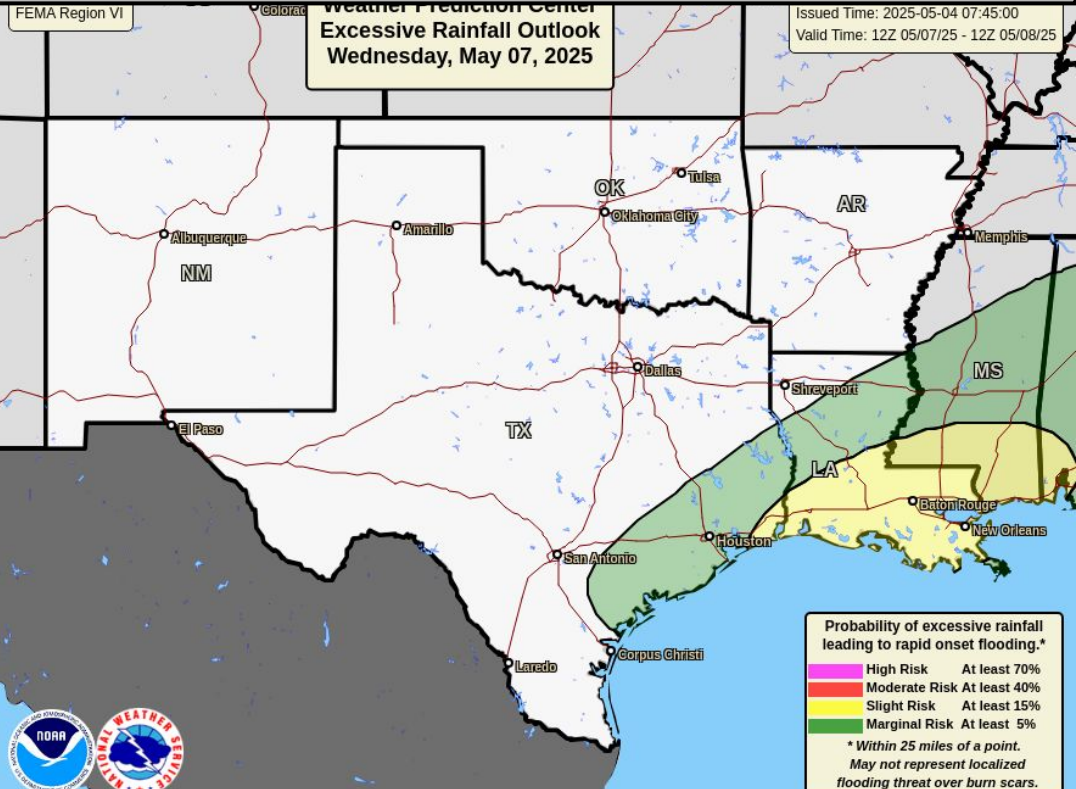 FEMA Region VI
Colorad
Weather Prediction Center
Excessive Rainfall Outlook
Wednesday, May 07, 2025
Issued Time: 2025-05-04 07:45:00
Valid Time: 12Z 05/07/25 - 12Z 05/08/25
Tulsa
OK
AR
Oklahoma City
Amarillo
Albuquerque
Memphis
NM
Dallas
MS
Shreveport
El Paso
TX
LA
Baton Rouge
New Orleans
Houston
San Antonio
Corpus Christi
Laredo
Probability of excessive rainfall
leading to rapid onset flooding.*
High Risk At least 70%
Moderate Risk At least 40%
Slight Risk At least 15%
Marginal Risk At least 5%
* Within 25 miles of a point.
May not represent localized
flooding threat over burn scars.
NOAA
NATIONAL WEATHER SERVICE